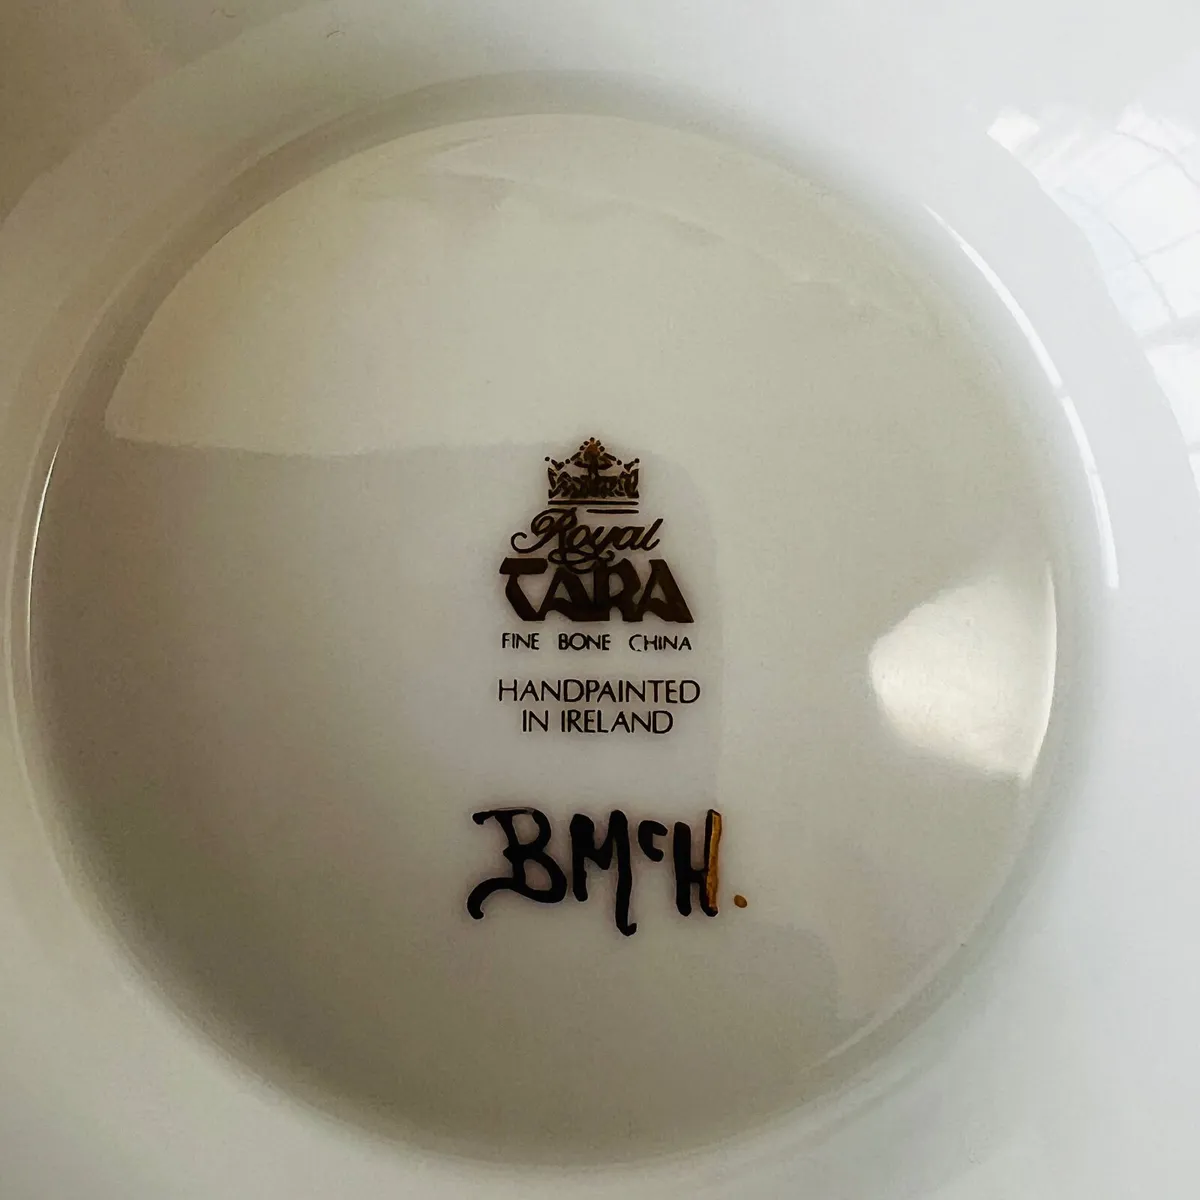 Royal
TARA
FINE BONE CHINA
HANDPAINTED
IN IRELAND
BMcH.